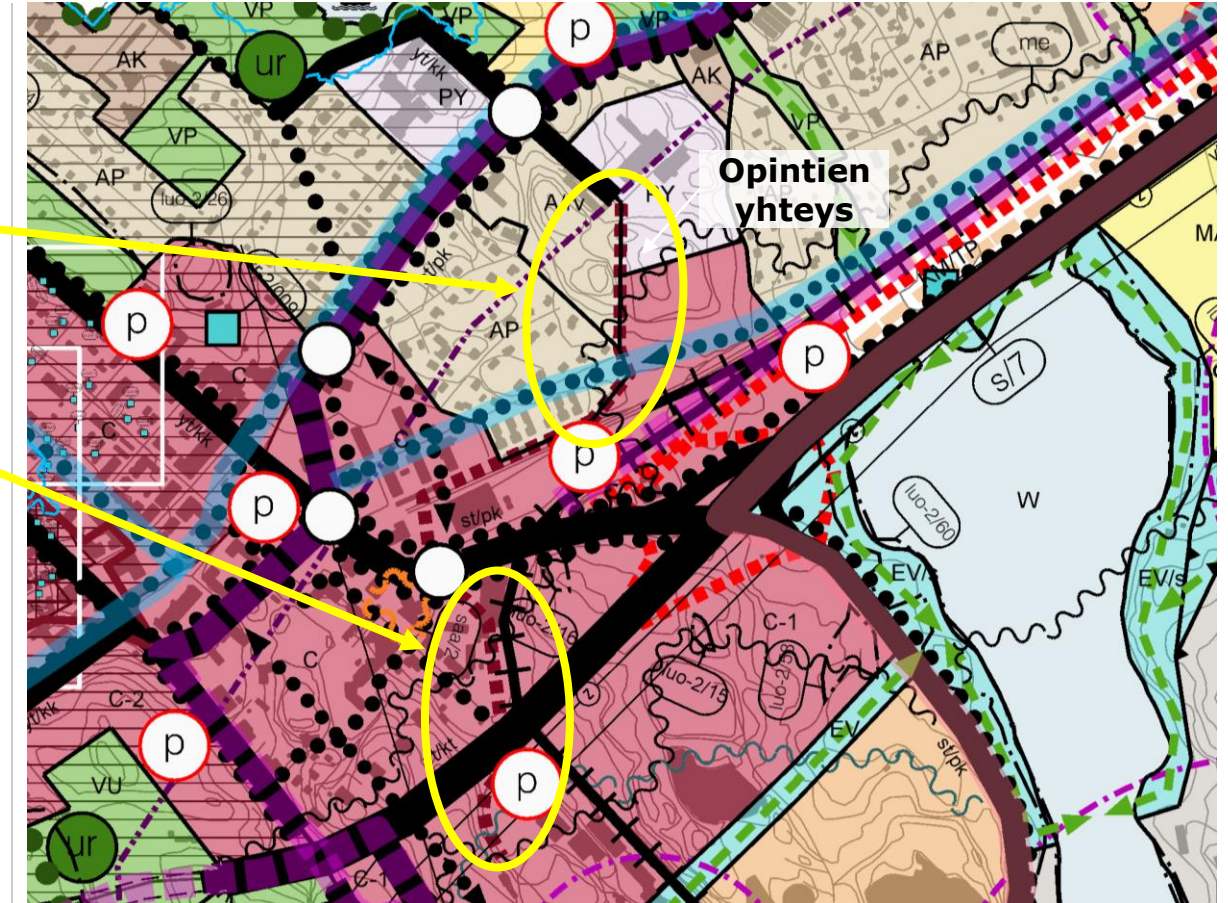 VP
VP
VP
p
AK
ur
yt/kk
PY
AK
AP
me
VP
VP
AP
luo-2/26
Opintien
yhteys
PY
AP
st/pk
AP
p
p
C
s/7
C
yt/kk
C
p
p
W
st/pk
luo-2/60
EV/s
EV/s
C-1
C
luo-2/15
C-2
p
EV
st/pk
p
VU
ur
C-1